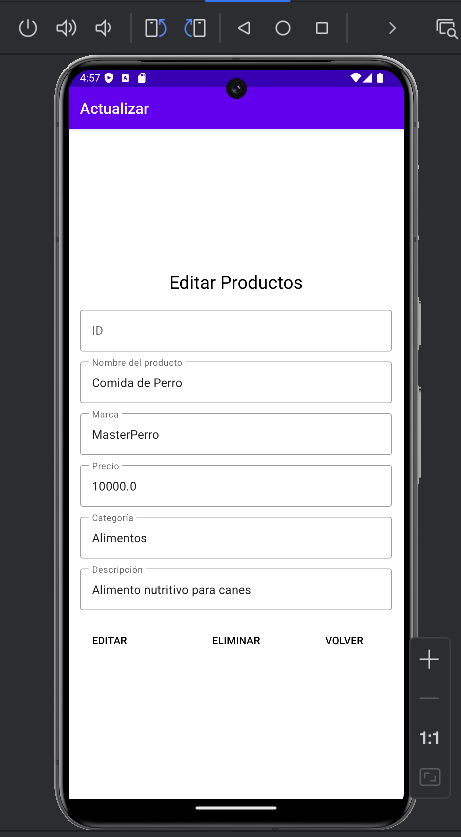 4:57
Actualizar
Editar Productos
ID
Nombre del producto
Comida de Perro
Marca
MasterPerro
Precio
10000.0
Categoría
Alimentos
Descripción
Alimento nutritivo para canes
EDITAR ELIMINAR VOLVER
1:1